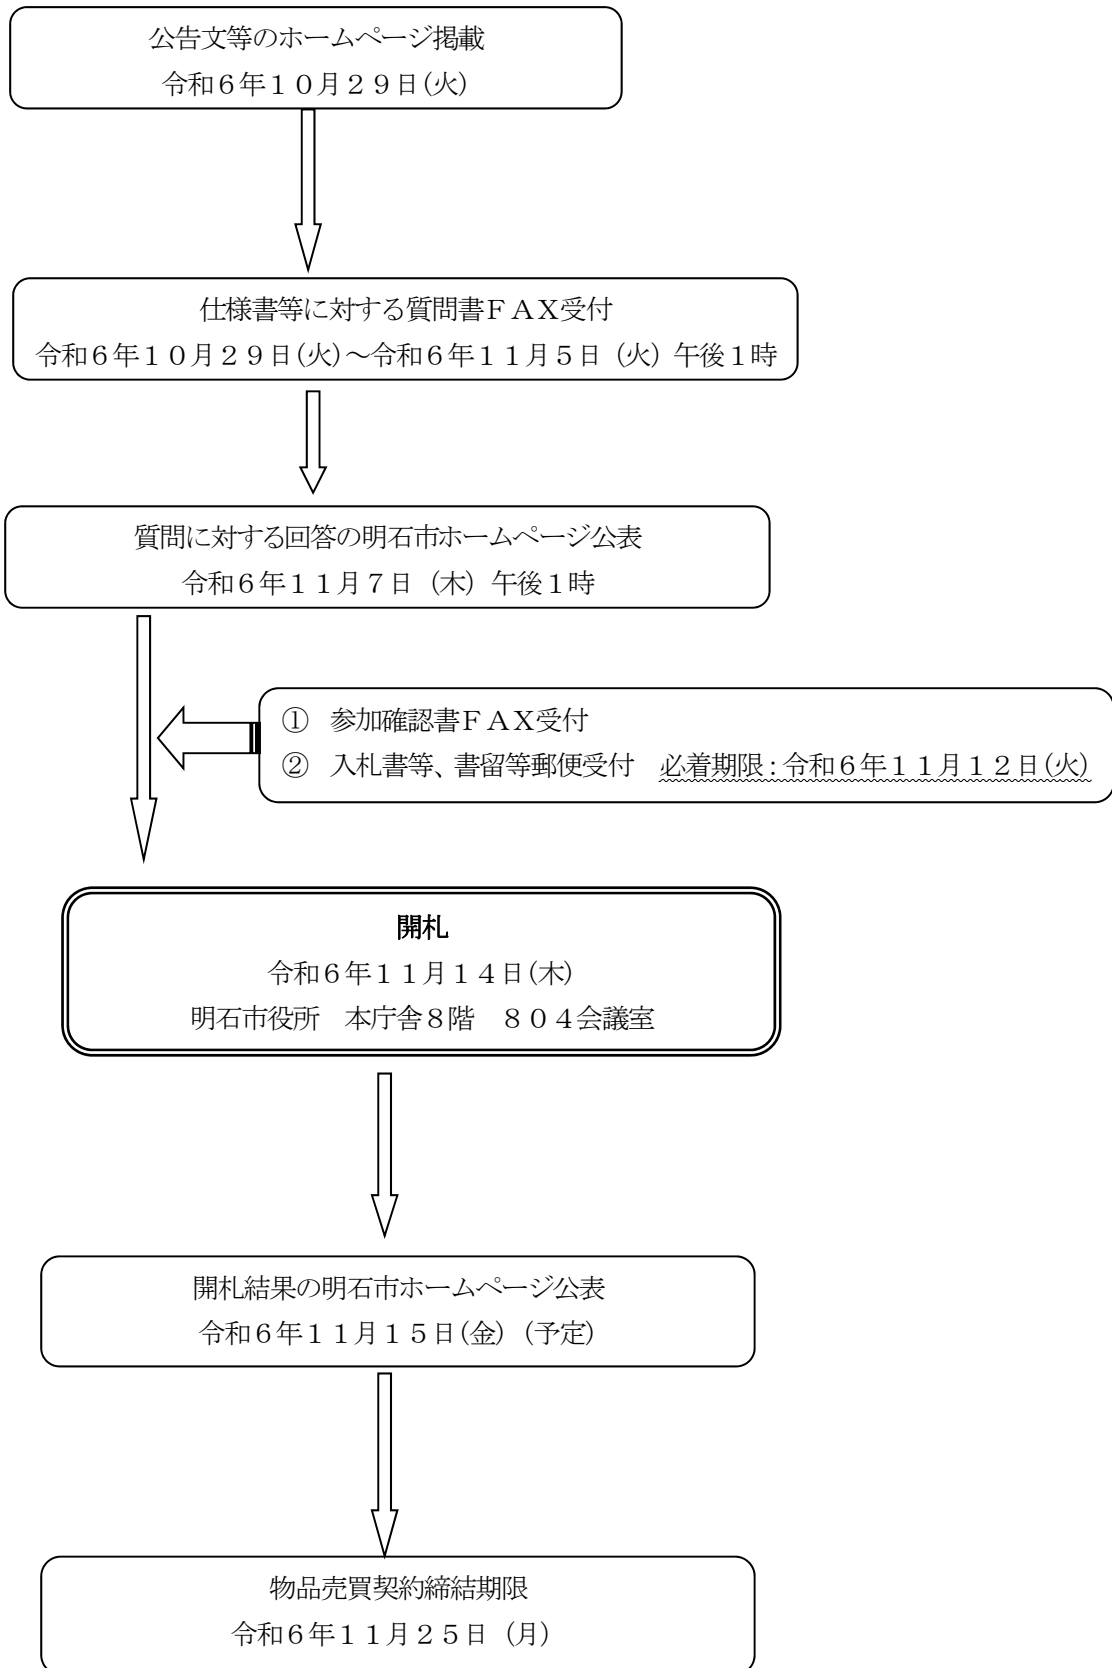 公告文等のホームページ掲載
令和６年１０月２９日(火)
仕様書等に対する質問書ＦＡＸ受付
令和６年１０月２９日(火)～令和６年１１月５日（火）午後１時
質問に対する回答の明石市ホームページ公表
令和６年１１月７日（木）午後１時
①　参加確認書ＦＡＸ受付
②　入札書等、書留等郵便受付　必着期限：令和６年１１月１２日(火)
開札
令和６年１１月１４日(木)
明石市役所　本庁舎８階　８０４会議室
開札結果の明石市ホームページ公表
令和６年１１月１５日(金)（予定）
物品売買契約締結期限
令和６年１１月２５日（月）